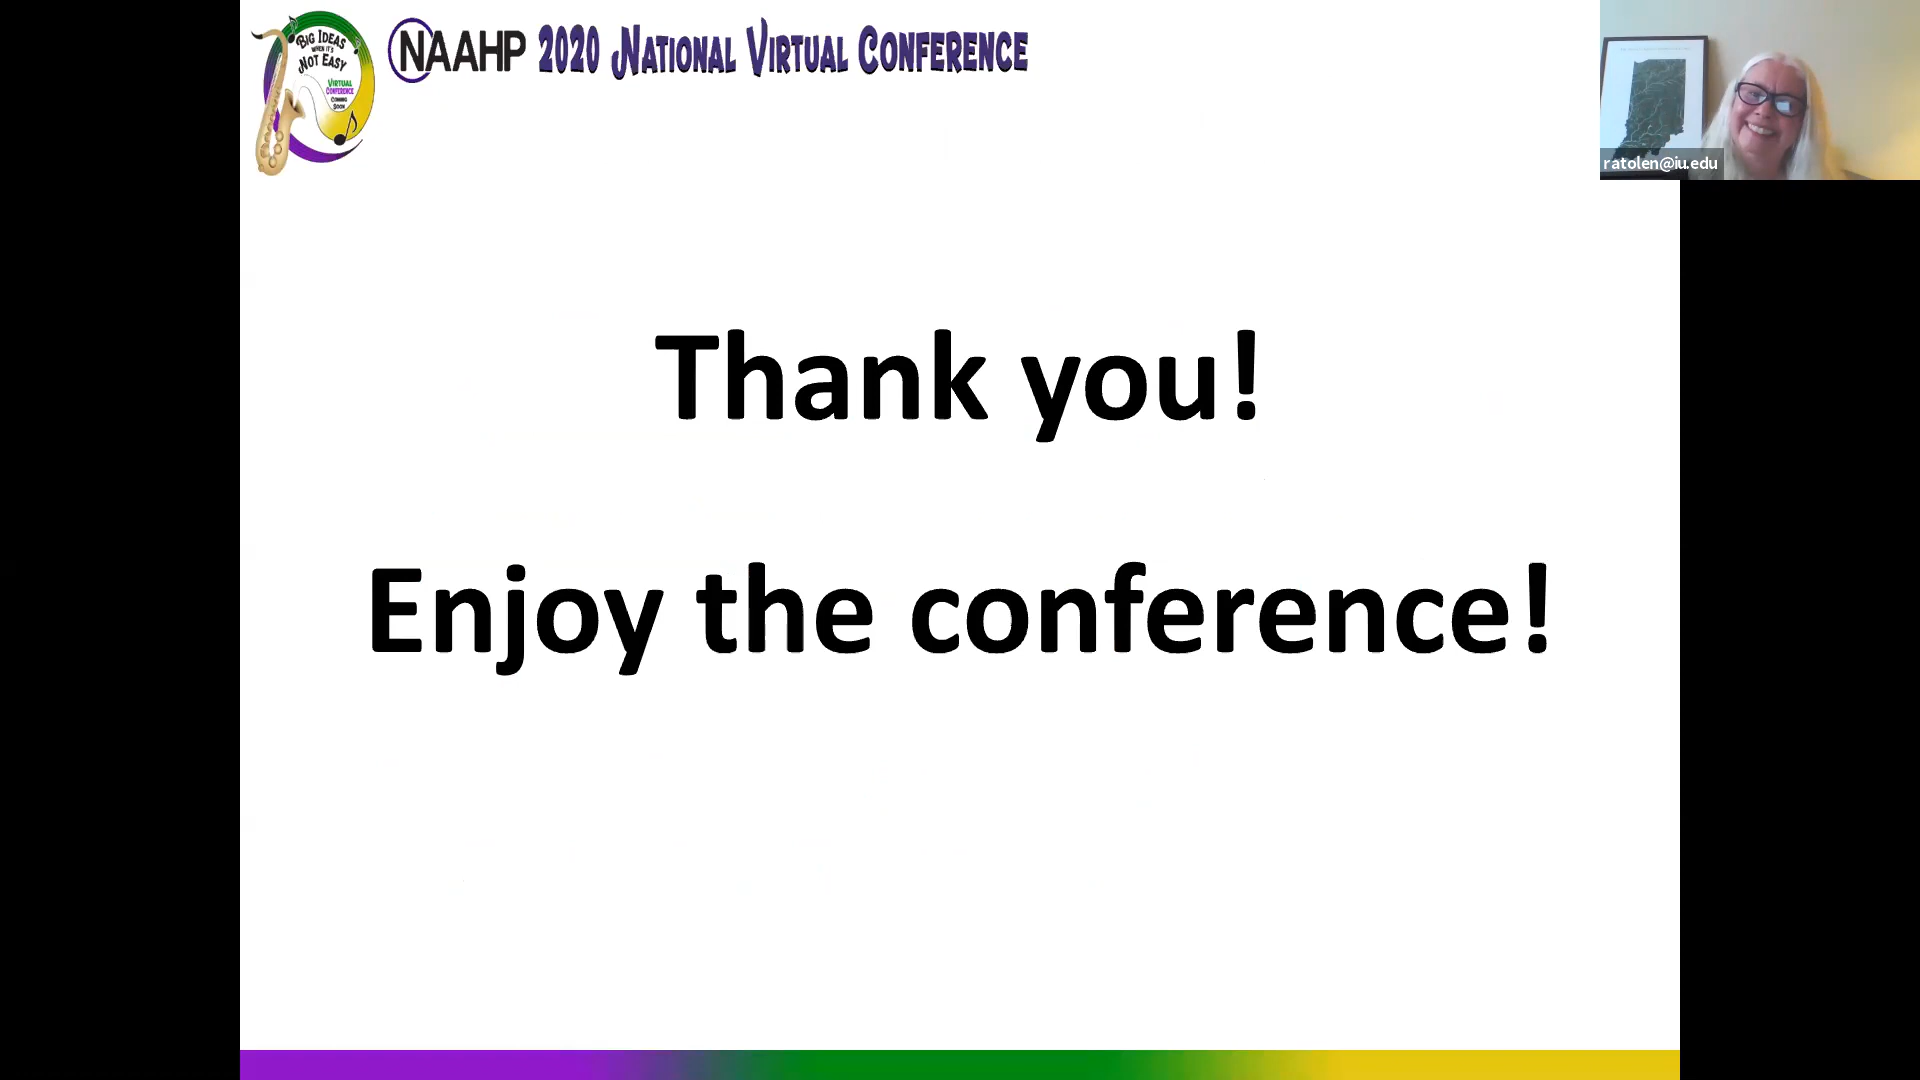 BIG IDEAS
WHEN IT'S
NOT EASY
VIRTUAL
CONFERENCE
COMING
SOON
NAAHP 2020 NATIONAL VIRTUAL CONFERENCE
ratolen@iu.edu
Thank you!
Enjoy the conference!